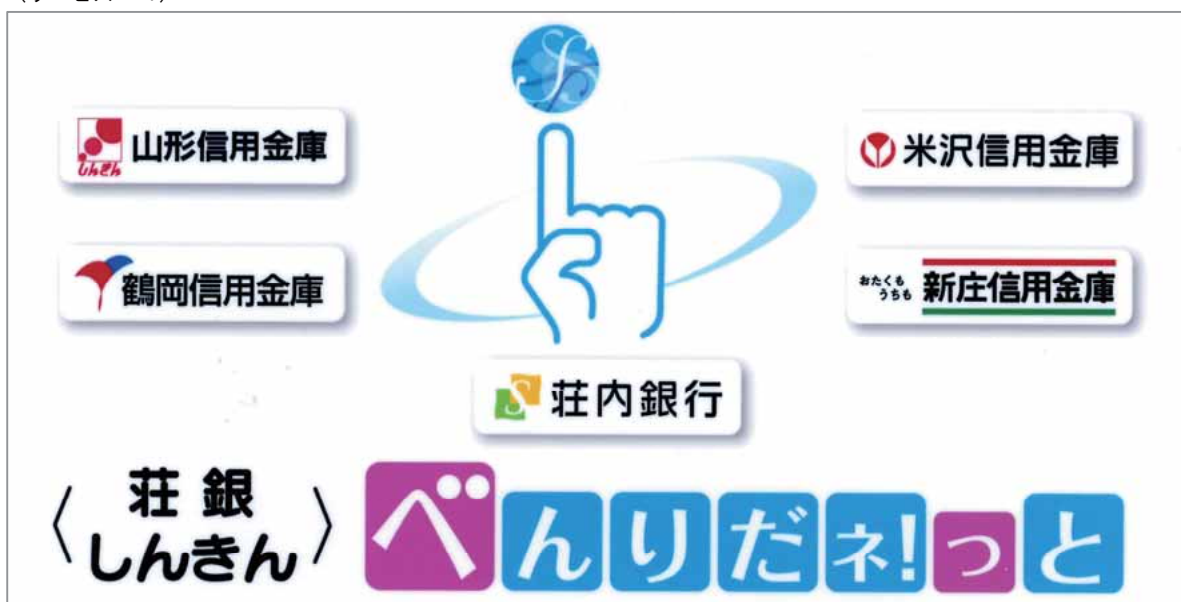 しんきん 山形信用金庫
米沢信用金庫
鶴岡信用金庫
おたくも
うちも 新庄信用金庫
S 荘内銀行
〈荘銀
しんきん〉
べんりだネ!っと